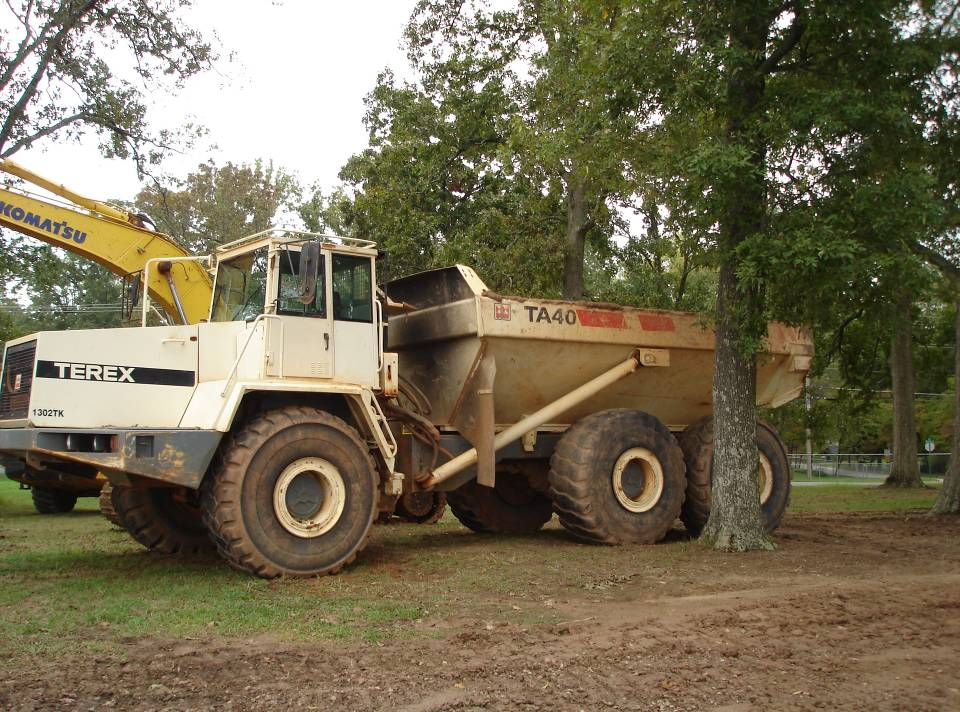 KOMATSU
TA40
TEREX
1302TK